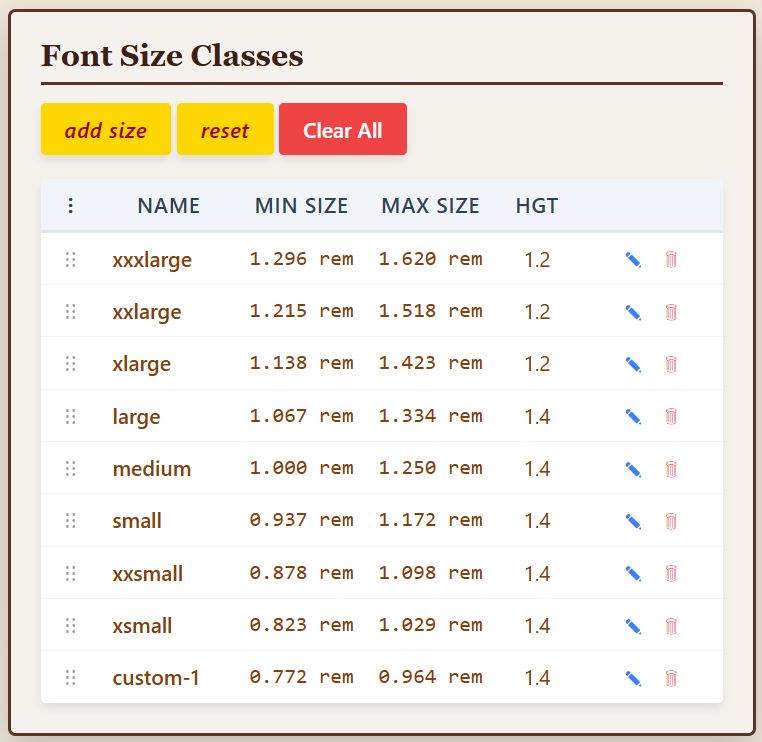 Font Size Classes
add size reset Clear All
NAME MIN SIZE MAX SIZE HGT
xxxlarge 1.296 rem 1.620 rem 1.2
xxlarge 1.215 rem 1.518 rem 1.2
xlarge 1.138 rem 1.423 rem 1.2
large 1.067 rem 1.334 rem 1.4
medium 1.000 rem 1.250 rem 1.4
small 0.937 rem 1.172 rem 1.4
xxsmall 0.878 rem 1.098 rem 1.4
xsmall 0.823 rem 1.029 rem 1.4
custom-1 0.772 rem 0.964 rem 1.4